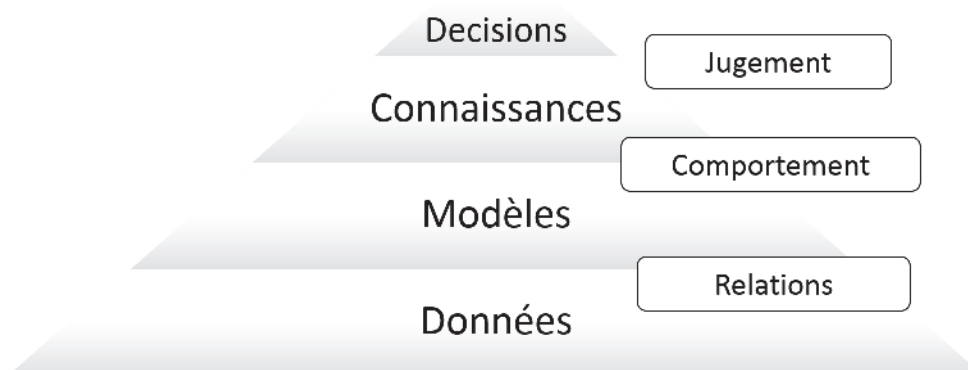 Decisions
Jugement
Connaissances
Comportement
Modèles
Relations
Données